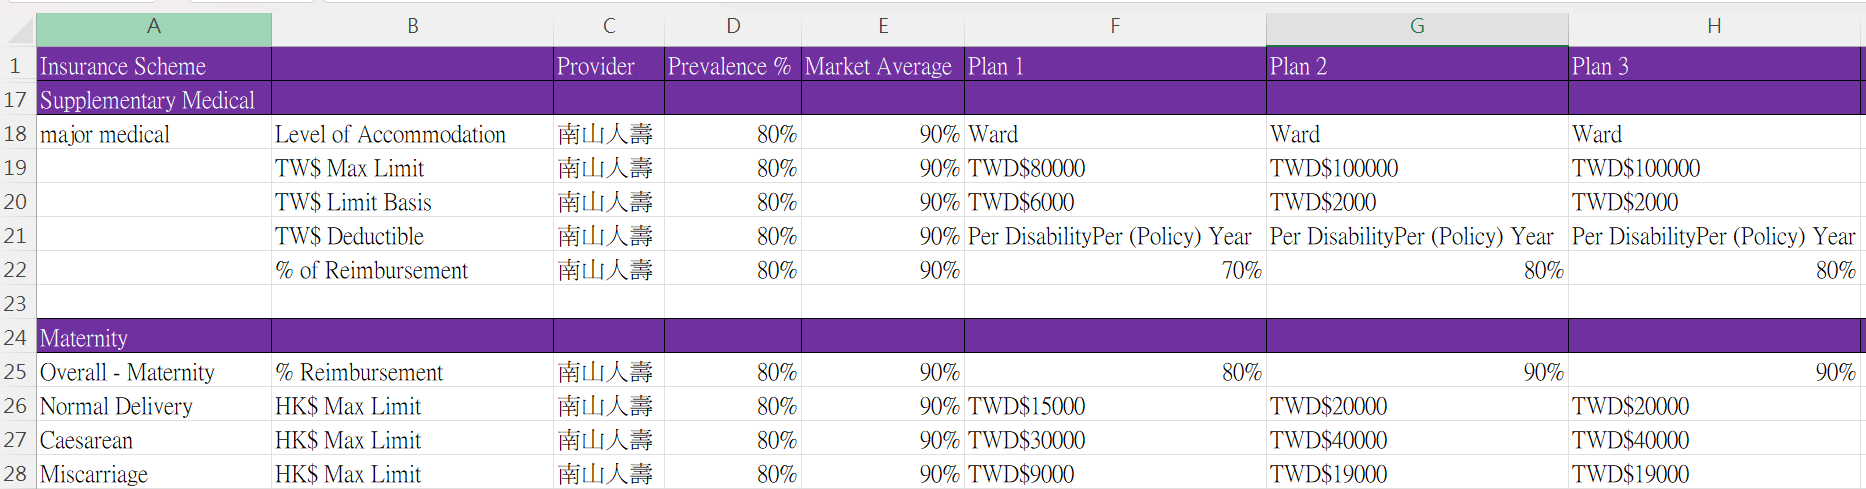 A B C D E F G H
1 Insurance Scheme Provider Prevalence % Market Average Plan 1 Plan 2 Plan 3
17 Supplementary Medical
18 major medical Level of Accommodation 南山人壽 80% 90% Ward Ward Ward
19 TW$ Max Limit 南山人壽 80% 90% TWD$80000 TWD$100000 TWD$100000
20 TW$ Limit Basis 南山人壽 80% 90% TWD$6000 TWD$2000 TWD$2000
21 TW$ Deductible 南山人壽 80% 90% Per DisabilityPer (Policy) Year Per DisabilityPer (Policy) Year Per DisabilityPer (Policy) Year
22 % of Reimbursement 南山人壽 80% 90% 70% 80% 80%
23
24 Maternity
25 Overall - Maternity % Reimbursement 南山人壽 80% 90% 80% 90% 90%
26 Normal Delivery HK$ Max Limit 南山人壽 80% 90% TWD$15000 TWD$20000 TWD$20000
27 Caesarean HK$ Max Limit 南山人壽 80% 90% TWD$30000 TWD$40000 TWD$40000
28 Miscarriage HK$ Max Limit 南山人壽 80% 90% TWD$9000 TWD$19000 TWD$19000